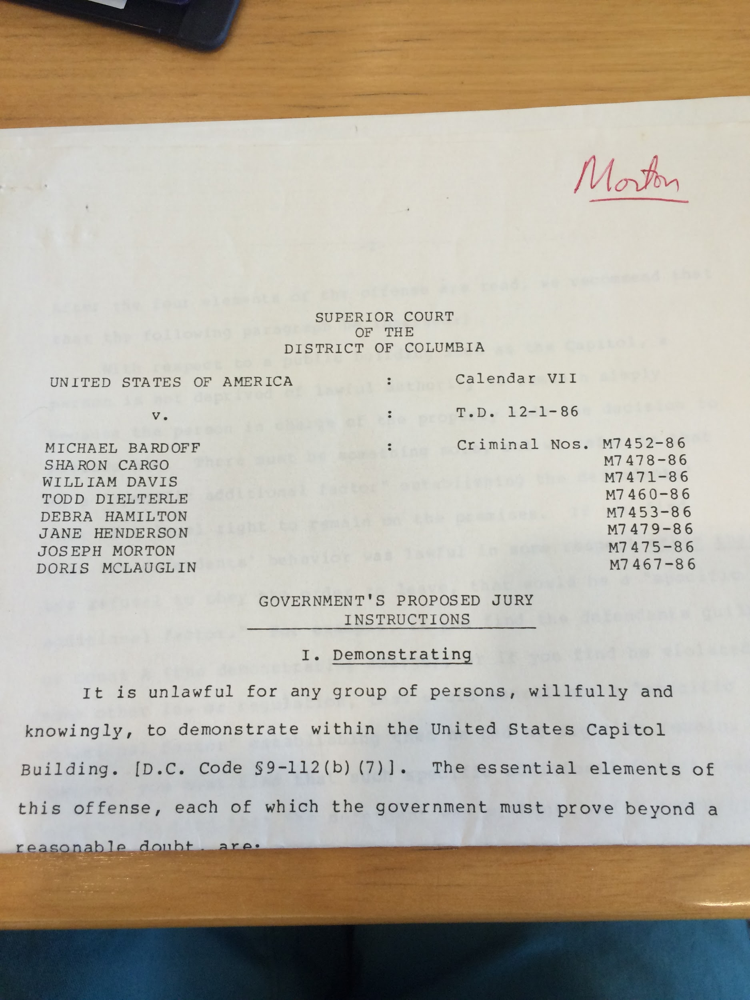 Morton
SUPERIOR COURT
OF THE
DISTRICT OF COLUMBIA
UNITED STATES OF AMERICA : Calendar VII
v. : T.D. 12-1-86
MICHAEL BARDOFF : Criminal Nos. M7452-86
SHARON CARGO M7478-86
WILLIAM DAVIS M7471-86
TODD DIELTERLE M7460-86
DEBRA HAMILTON M7453-86
JANE HENDERSON M7479-86
JOSEPH MORTON M7475-86
DORIS MCLAUGLIN M7467-86
GOVERNMENT'S PROPOSED JURY
INSTRUCTIONS
I. Demonstrating
It is unlawful for any group of persons, willfully and
knowingly, to demonstrate within the United States Capitol
Building. [D.C. Code §9-112(b)(7)]. The essential elements of
this offense, each of which the government must prove beyond a
reasonable doubt, are: